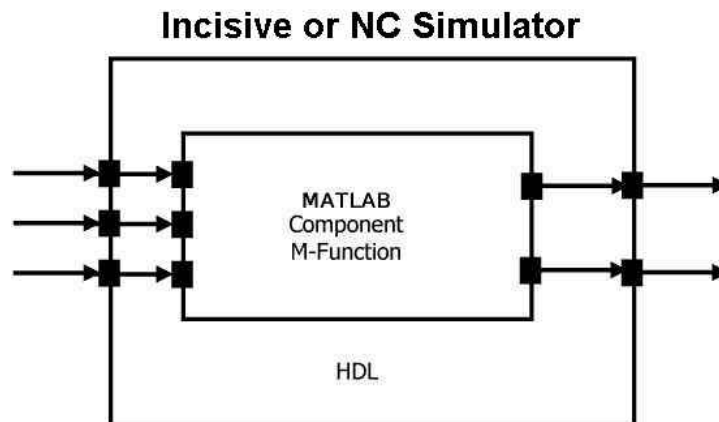 Incisive or NC Simulator
MATLAB
Component
M-Function
HDL